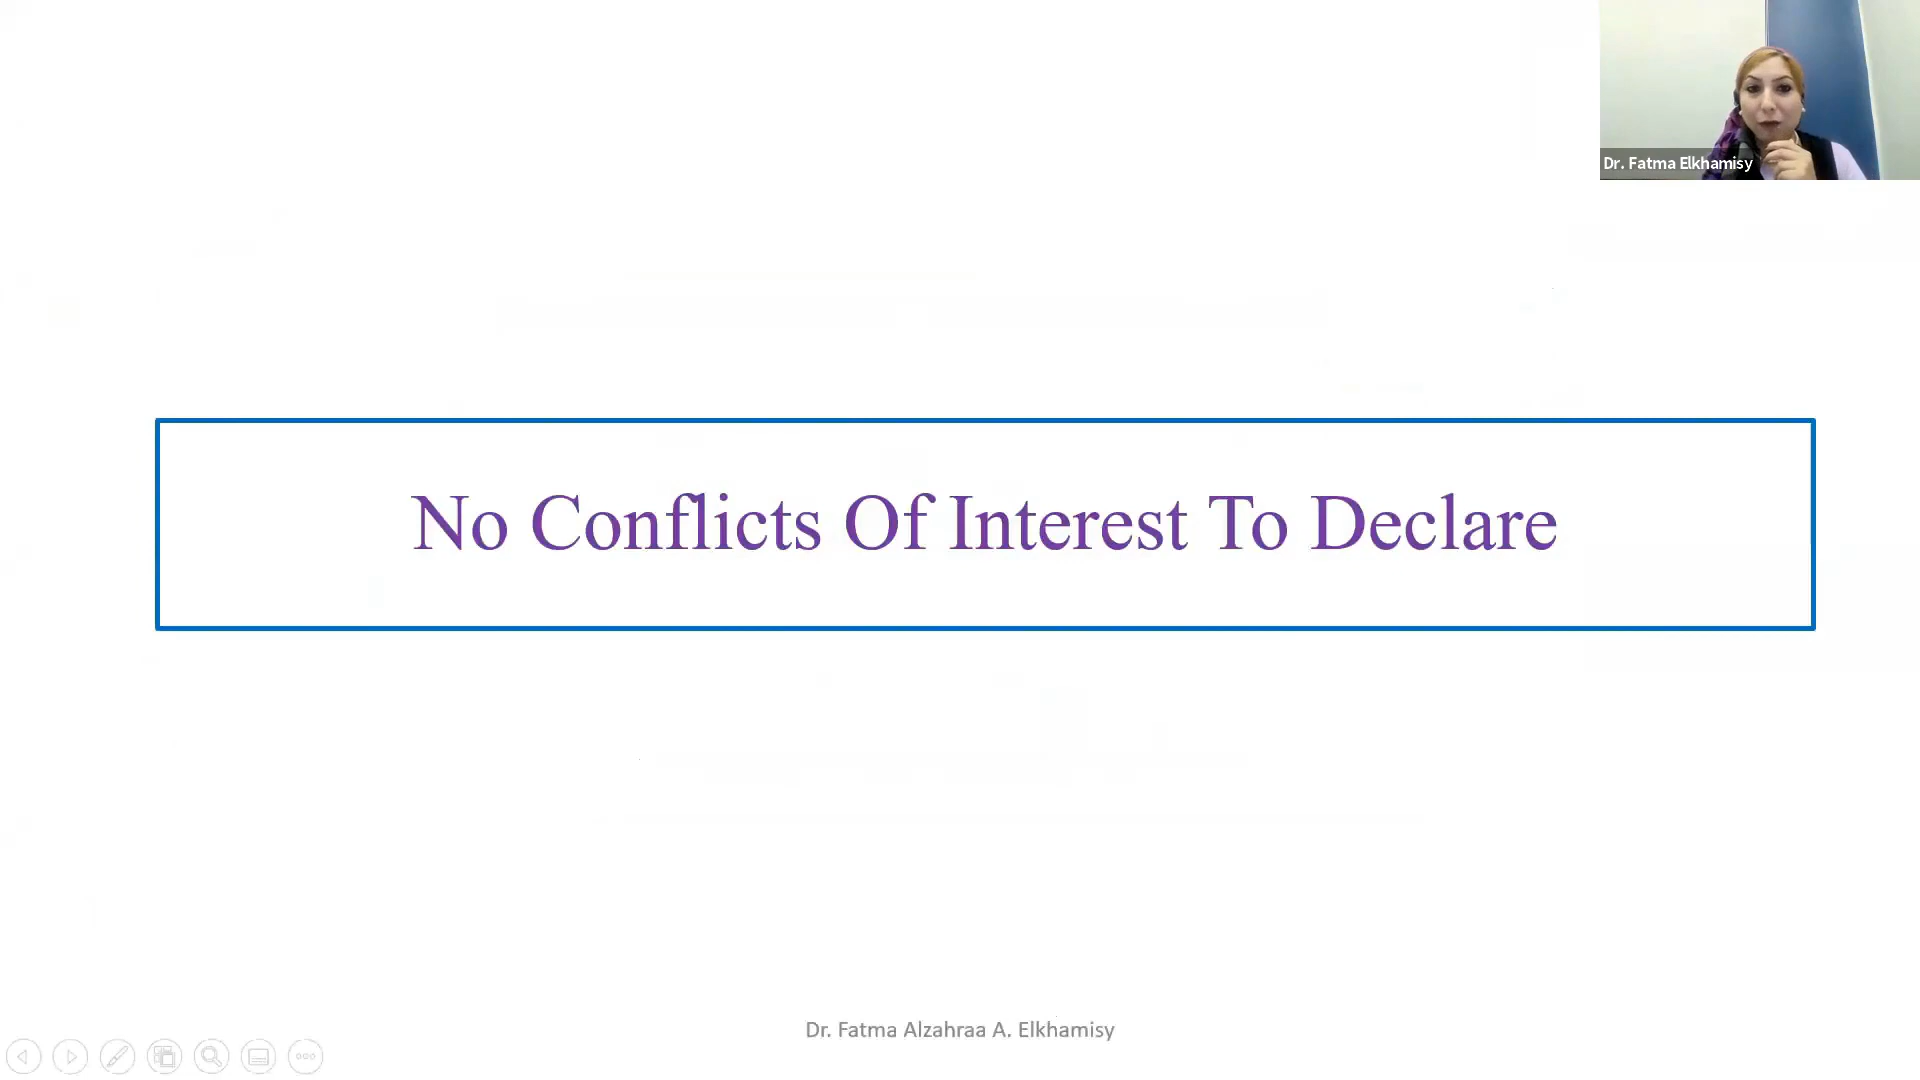 Dr. Fatma Elkhamisy
No Conflicts Of Interest To Declare
Dr. Fatma Alzahraa A. Elkhamisy